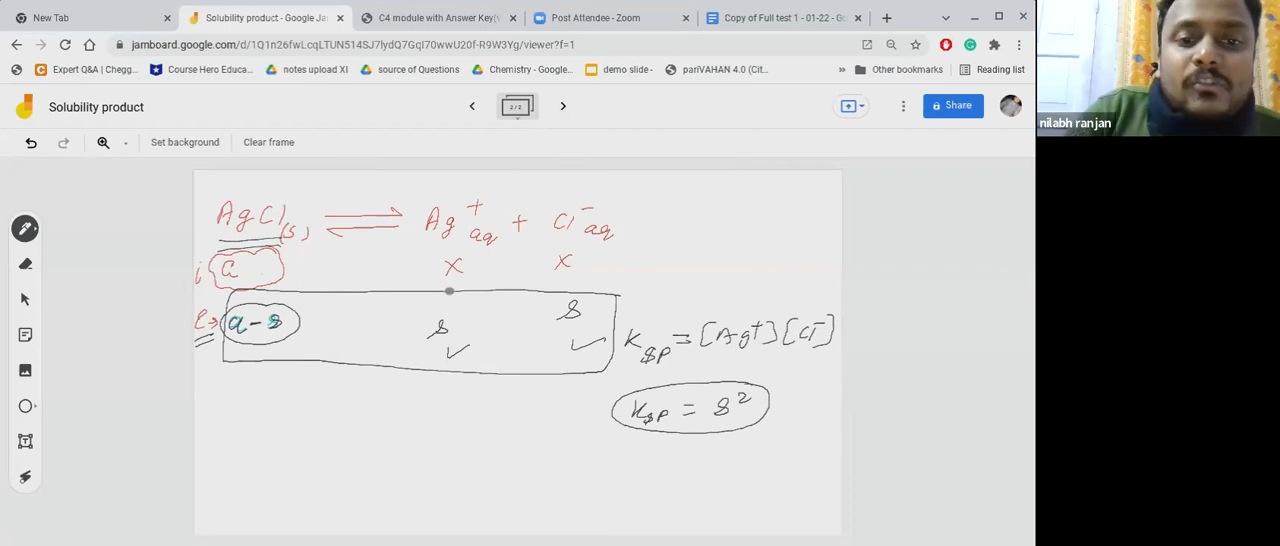 New Tab
Solubility product - Google Ja
C4 module with Answer Key(
Post Attendee - Zoom
Copy of Full test 1 - 01-22 - Go
jamboard.google.com/d/1Q1n26fwLcqLTUN514SJ7lydQ7GqI70wwU20f-R9W3Yg/viewer?f=1
Expert Q&A | Chegg...
Course Hero Educa...
notes upload XI
source of Questions
Chemistry - Google...
demo slide -
pariVAHAN 4.0 (Cit...
»
Other bookmarks
Reading list
Solubility product
2/2
Share
nilabh ranjan
Set background
Clear frame
AgCl(s) ⇌ Ag+ aq + Cl- aq
i a x x
a-s s s
Ksp = [Ag+][Cl-]
Ksp = s²